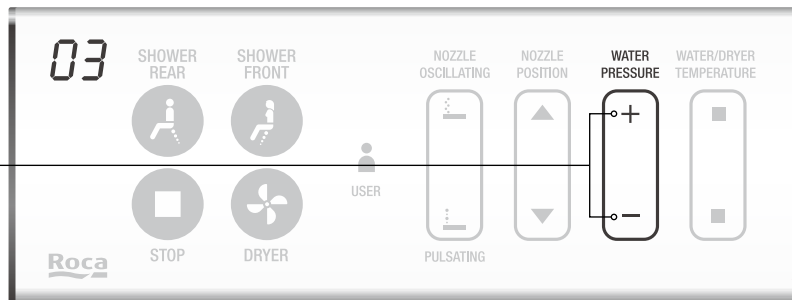 03
SHOWER
REAR
SHOWER
FRONT
NOZZLE
OSCILLATING
NOZZLE
POSITION
WATER
PRESSURE
WATER/DRYER
TEMPERATURE
+
USER
−
STOP
DRYER
PULSATING
Roca